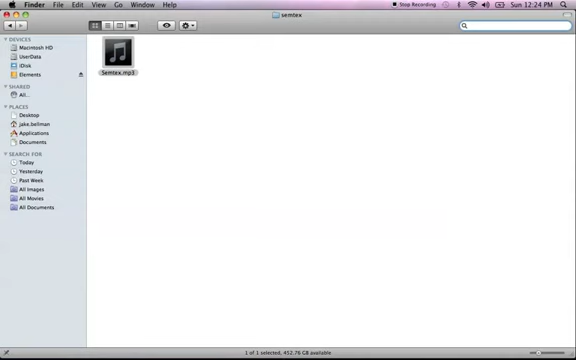 Finder File Edit View Go Window Help Stop Recording Sun 12:24 PM
semtex
DEVICES
Macintosh HD
UserData
iDisk
Elements
SHARED
All...
PLACES
Desktop
jake.bellman
Applications
Documents
SEARCH FOR
Today
Yesterday
Past Week
All Images
All Movies
All Documents
Semtex.mp3
1 of 1 selected, 452.76 GB available